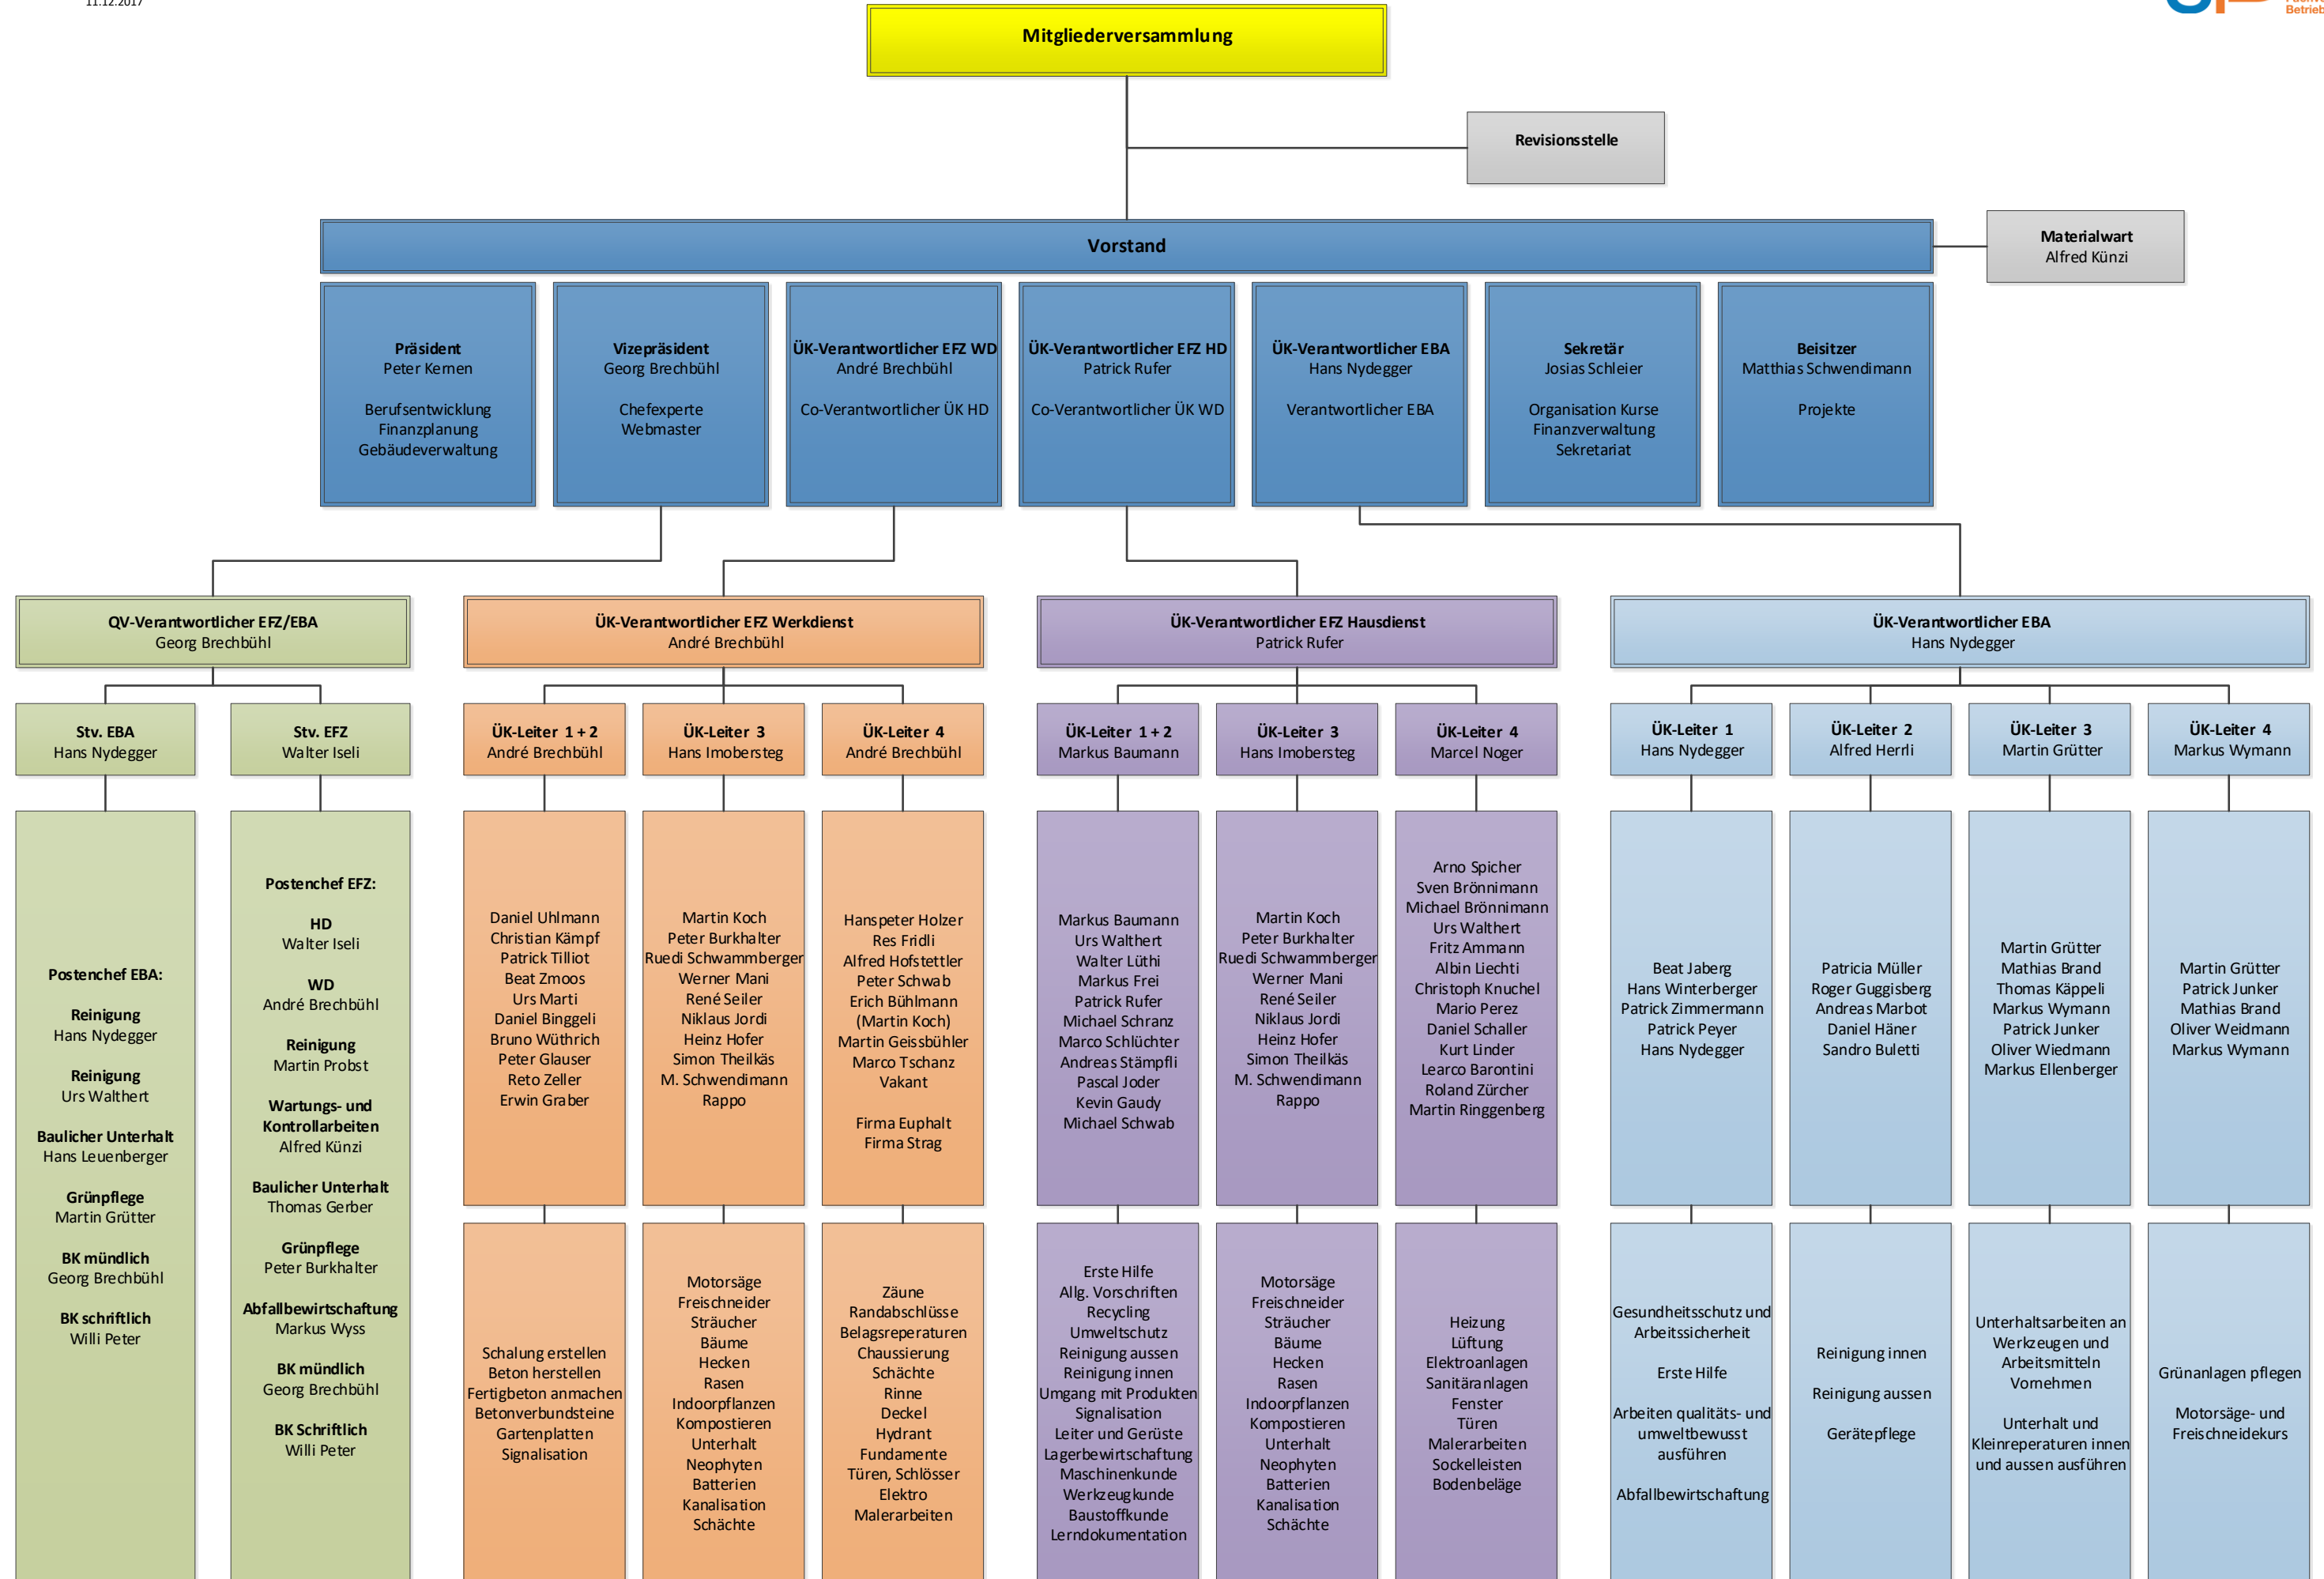 11.12.2017
Betrieb
Mitgliederversammlung
Revisionsstelle
Vorstand
Materialwart
Alfred Künzi
Präsident
Peter Kernen
Berufsentwicklung
Finanzplanung
Gebäudeverwaltung
Vizepräsident
Georg Brechbühl
Chefexperte
Webmaster
ÜK-Verantwortlicher EFZ WD
André Brechbühl
Co-Verantwortlicher ÜK HD
ÜK-Verantwortlicher EFZ HD
Patrick Rufer
Co-Verantwortlicher ÜK WD
ÜK-Verantwortlicher EBA
Hans Nydegger
Verantwortlicher EBA
Sekretär
Josias Schleier
Organisation Kurse
Finanzverwaltung
Sekretariat
Beisitzer
Matthias Schwendimann
Projekte
QV-Verantwortlicher EFZ/EBA
Georg Brechbühl
Stv. EBA
Hans Nydegger
Postenchef EBA:
Reinigung
Hans Nydegger
Reinigung
Urs Walthert
Baulicher Unterhalt
Hans Leuenberger
Grünpflege
Martin Grütter
BK mündlich
Georg Brechbühl
BK schriftlich
Willi Peter
Stv. EFZ
Walter Iseli
Postenchef EFZ:
HD
Walter Iseli
WD
André Brechbühl
Reinigung
Martin Probst
Wartungs- und
Kontrollarbeiten
Alfred Künzi
Baulicher Unterhalt
Thomas Gerber
Grünpflege
Peter Burkhalter
Abfallbewirtschaftung
Markus Wyss
BK mündlich
Georg Brechbühl
BK Schriftlich
Willi Peter
ÜK-Verantwortlicher EFZ Werkdienst
André Brechbühl
ÜK-Leiter 1 + 2
André Brechbühl
Daniel Uhlmann
Christian Kämpf
Patrick Tilliot
Beat Zmoos
Urs Marti
Daniel Binggeli
Bruno Wüthrich
Peter Glauser
Reto Zeller
Erwin Graber
Schalung erstellen
Beton herstellen
Fertigbeton anmachen
Betonverbundsteine
Gartenplatten
Signalisation
ÜK-Leiter 3
Hans Imobersteg
Martin Koch
Peter Burkhalter
Ruedi Schwammberger
Werner Mani
René Seiler
Niklaus Jordi
Heinz Hofer
Simon Theilkäs
M. Schwendimann
Rappo
Motorsäge
Freischneider
Sträucher
Bäume
Hecken
Rasen
Indoorpflanzen
Kompostieren
Unterhalt
Neophyten
Batterien
Kanalisation
Schächte
ÜK-Leiter 4
André Brechbühl
Hanspeter Holzer
Res Fridli
Alfred Hofstettler
Peter Schwab
Erich Bühlmann
(Martin Koch)
Martin Geissbühler
Marco Tschanz
Vakant
Firma Euphalt
Firma Strag
Zäune
Randabschlüsse
Belagsreperaturen
Chaussierung
Schächte
Rinne
Deckel
Hydrant
Fundamente
Türen, Schlösser
Elektro
Malerarbeiten
ÜK-Verantwortlicher EFZ Hausdienst
Patrick Rufer
ÜK-Leiter 1 + 2
Markus Baumann
Markus Baumann
Urs Walthert
Walter Lüthi
Markus Frei
Patrick Rufer
Michael Schranz
Marco Schlüchter
Andreas Stämpfli
Pascal Joder
Kevin Gaudy
Michael Schwab
Erste Hilfe
Allg. Vorschriften
Recycling
Umweltschutz
Reinigung aussen
Reinigung innen
Umgang mit Produkten
Signalisation
Leiter und Gerüste
Lagerbewirtschaftung
Maschinenkunde
Werkzeugkunde
Baustoffkunde
Lerndokumentation
ÜK-Leiter 3
Hans Imobersteg
Martin Koch
Peter Burkhalter
Ruedi Schwammberger
Werner Mani
René Seiler
Niklaus Jordi
Heinz Hofer
Simon Theilkäs
M. Schwendimann
Rappo
Motorsäge
Freischneider
Sträucher
Bäume
Hecken
Rasen
Indoorpflanzen
Kompostieren
Unterhalt
Neophyten
Batterien
Kanalisation
Schächte
ÜK-Leiter 4
Marcel Noger
Arno Spicher
Sven Brönnimann
Michael Brönnimann
Urs Walthert
Fritz Ammann
Albin Liechti
Christoph Knuchel
Mario Perez
Daniel Schaller
Kurt Linder
Learco Barontini
Roland Zürcher
Martin Ringgenberg
Heizung
Lüftung
Elektroanlagen
Sanitäranlagen
Fenster
Türen
Malerarbeiten
Sockelleisten
Bodenbeläge
ÜK-Verantwortlicher EBA
Hans Nydegger
ÜK-Leiter 1
Hans Nydegger
Beat Jaberg
Hans Winterberger
Patrick Zimmermann
Patrick Peyer
Hans Nydegger
Gesundheitsschutz und
Arbeitssicherheit
Erste Hilfe
Arbeiten qualitäts- und
umweltbewusst
ausführen
Abfallbewirtschaftung
ÜK-Leiter 2
Alfred Herrli
Patricia Müller
Roger Guggisberg
Andreas Marbot
Daniel Häner
Sandro Buletti
Reinigung innen
Reinigung aussen
Gerätepflege
ÜK-Leiter 3
Martin Grütter
Martin Grütter
Mathias Brand
Thomas Käppeli
Markus Wymann
Patrick Junker
Oliver Wiedmann
Markus Ellenberger
Unterhaltsarbeiten an
Werkzeugen und
Arbeitsmitteln
Vornehmen
Unterhalt und
Kleinreperaturen innen
und aussen ausführen
ÜK-Leiter 4
Markus Wymann
Martin Grütter
Patrick Junker
Mathias Brand
Oliver Weidmann
Markus Wymann
Grünanlagen pflegen
Motorsäge- und
Freischneidekurs